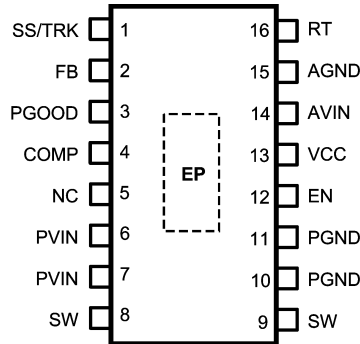 SS/TRK 1 16 RT
FB 2 15 AGND
PGOOD 3 14 AVIN
COMP 4 EP 13 VCC
NC 5 12 EN
PVIN 6 11 PGND
PVIN 7 10 PGND
SW 8 9 SW